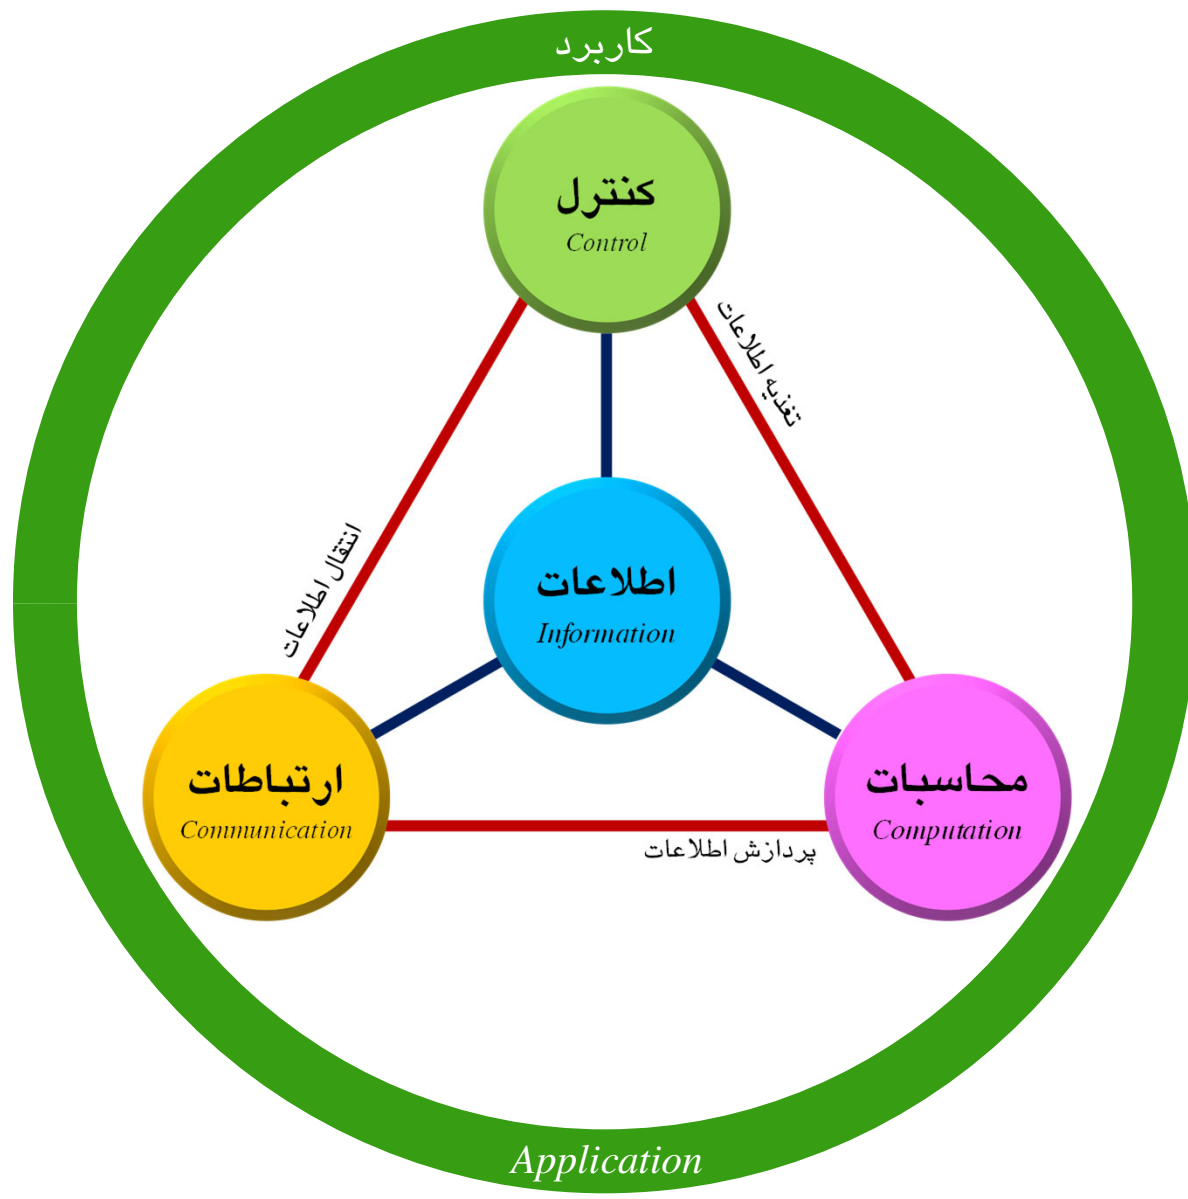 کاربرد
کنترل
Control
تغذیه اطلاعات
انتقال اطلاعات
اطلاعات
Information
ارتباطات
Communication
محاسبات
Computation
پردازش اطلاعات
Application